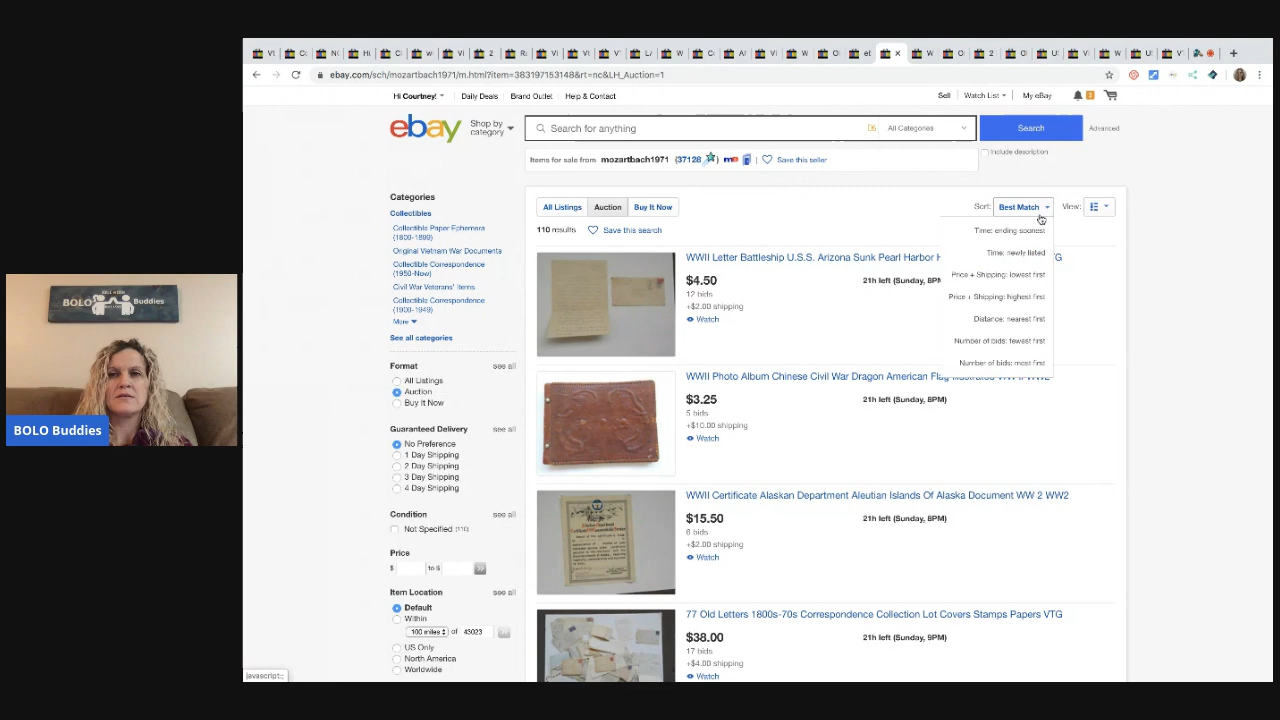 ebay.com/sch/mozartbach1971/m.html?item=383197153148&rt=nc&LH_Auction=1
Hi Courtney!
Daily Deals
Brand Outlet
Help & Contact
Sell
Watch List
My eBay
ebay
Shop by
category
Search for anything
All Categories
Search
Advanced
Items for sale from mozartbach1971 (37128
me
Save this seller
Include description
Categories
Collectibles
Collectible Paper Ephemera
(1800-1899)
Original Vietnam War Documents
Collectible Correspondence
(1950-Now)
Civil War Veterans' Items
Collectible Correspondence
(1900-1949)
More
See all categories
Format
see all
All Listings
Auction
Buy It Now
Guaranteed Delivery
see all
No Preference
1 Day Shipping
2 Day Shipping
3 Day Shipping
4 Day Shipping
Condition
see all
Not Specified (110)
Price
$
to $
Item Location
see all
Default
Within
100 miles of 43023
US Only
North America
Worldwide
All Listings
Auction
Buy It Now
Sort:
Best Match
View:
Time: ending soonest
Time: newly listed
Price + Shipping: lowest first
Price + Shipping: highest first
Distance: nearest first
Number of bids: fewest first
Number of bids: most first
110 results
Save this search
WWII Letter Battleship U.S.S. Arizona Sunk Pearl Harbor
$4.50
21h left (Sunday,
12 bids
+$2.00 shipping
Watch
WWII Photo Album Chinese Civil War Dragon American Flag
$3.25
21h left (Sunday, 8PM)
5 bids
+$10.00 shipping
Watch
WWII Certificate Alaskan Department Aleutian Islands Of Alaska Document WW 2 WW2
$15.50
21h left (Sunday, 8PM)
6 bids
+$2.00 shipping
Watch
77 Old Letters 1800s-70s Correspondence Collection Lot Covers Stamps Papers VTG
$38.00
21h left (Sunday, 9PM)
17 bids
+$4.00 shipping
Watch
BOLO Buddies
BOLO Buddies